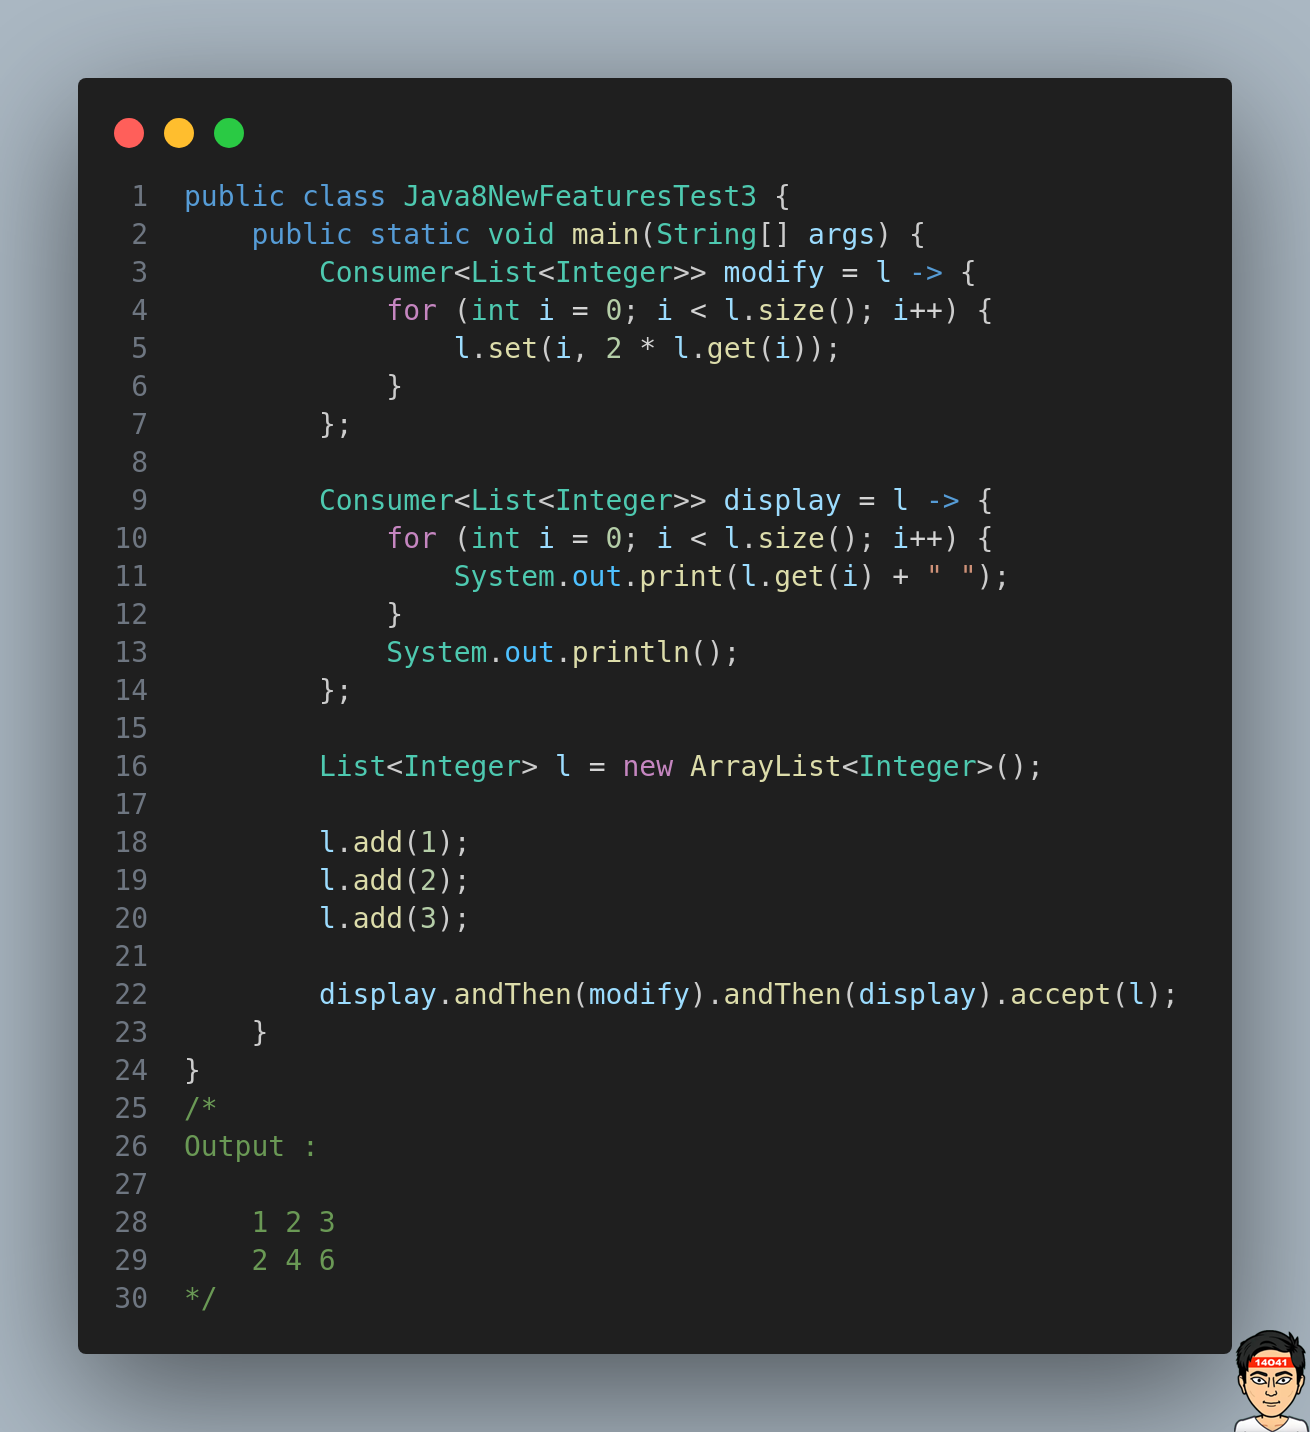 1 public class Java8NewFeaturesTest3 {
2     public static void main(String[] args) {
3         Consumer<List<Integer>> modify = l -> {
4             for (int i = 0; i < l.size(); i++) {
5                 l.set(i, 2 * l.get(i));
6             }
7         };
8
9         Consumer<List<Integer>> display = l -> {
10             for (int i = 0; i < l.size(); i++) {
11                 System.out.print(l.get(i) + " ");
12             }
13             System.out.println();
14         };
15
16         List<Integer> l = new ArrayList<Integer>();
17
18         l.add(1);
19         l.add(2);
20         l.add(3);
21
22         display.andThen(modify).andThen(display).accept(l);
23     }
24 }
25 /*
26 Output :
27
28     1 2 3
29     2 4 6
30 */
14041